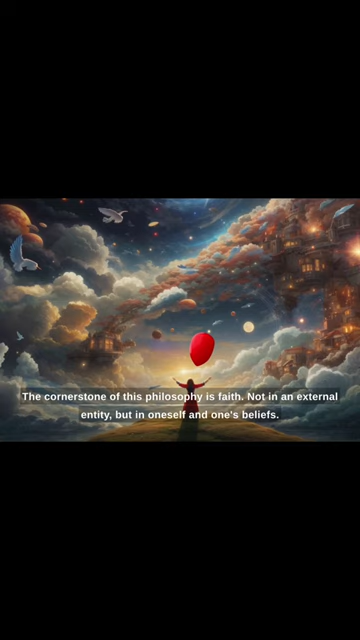 The cornerstone of this philosophy is faith. Not in an external
entity, but in oneself and one's beliefs.